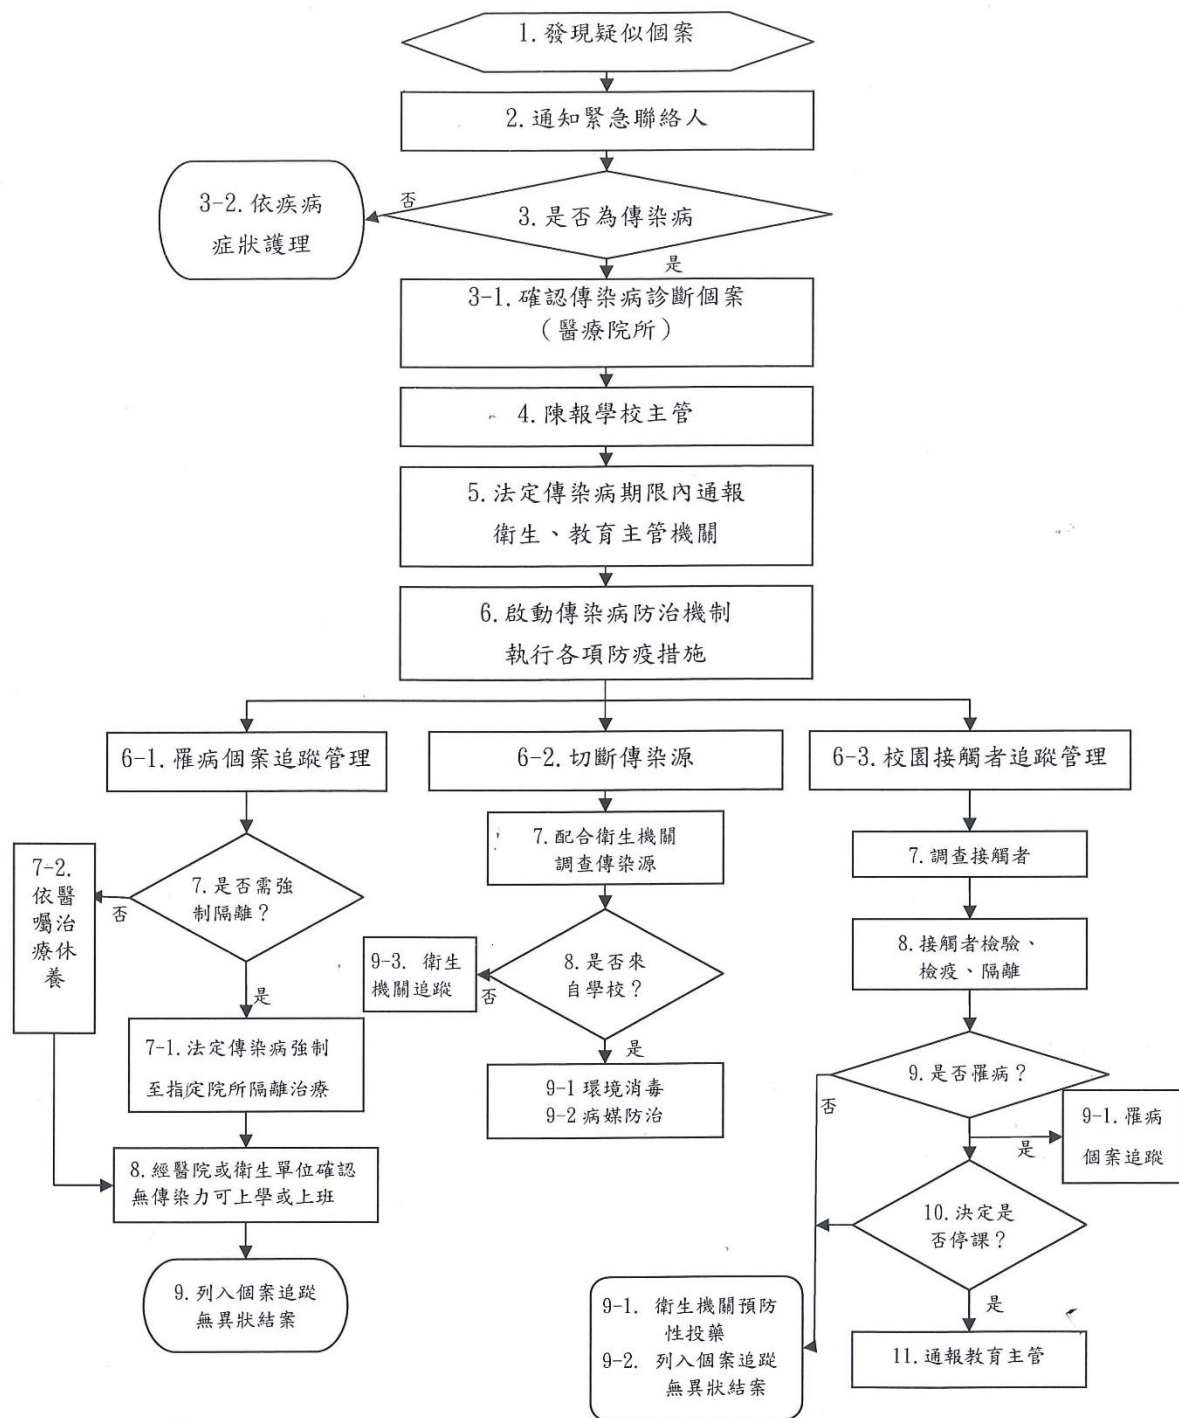 1.發現疑似個案
2.通知緊急聯絡人
否
3-2.依疾病
症狀護理
3.是否為傳染病
是
3-1.確認傳染病診斷個案
(醫療院所)
4.陳報學校主管
5.法定傳染病期限內通報
衛生、教育主管機關
6.啟動傳染病防治機制
執行各項防疫措施
6-1.罹病個案追蹤管理
7.是否需強
制隔離?
否
7-2.
依醫
囑治
療休
養
是
7-1.法定傳染病強制
至指定院所隔離治療
8.經醫院或衛生單位確認
無傳染力可上學或上班
9.列入個案追蹤
無異狀結案
6-2.切斷傳染源
7.配合衛生機關
調查傳染源
8.是否來
自學校?
否
9-3. 衛生
機關追蹤
是
9-1環境消毒
9-2病媒防治
6-3.校園接觸者追蹤管理
7.調查接觸者
8.接觸者檢驗、
檢疫、隔離
9.是否罹病?
否
是
9-1.罹病
個案追蹤
10.決定是
否停課?
是
9-1. 衛生機關預防
性投藥
9-2. 列入個案追蹤
無異狀結案
11.通報教育主管